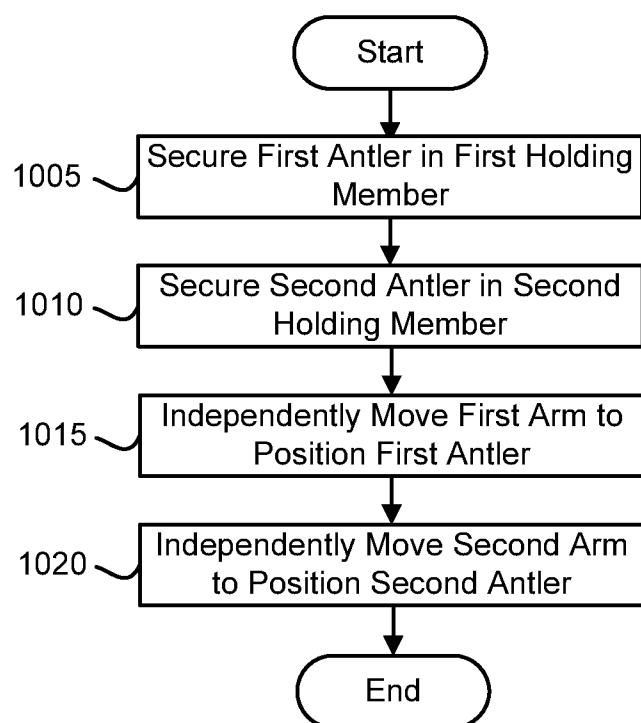 Start
1005
Secure First Antler in First Holding
Member
1010
Secure Second Antler in Second
Holding Member
1015
Independently Move First Arm to
Position First Antler
1020
Independently Move Second Arm
to Position Second Antler
End